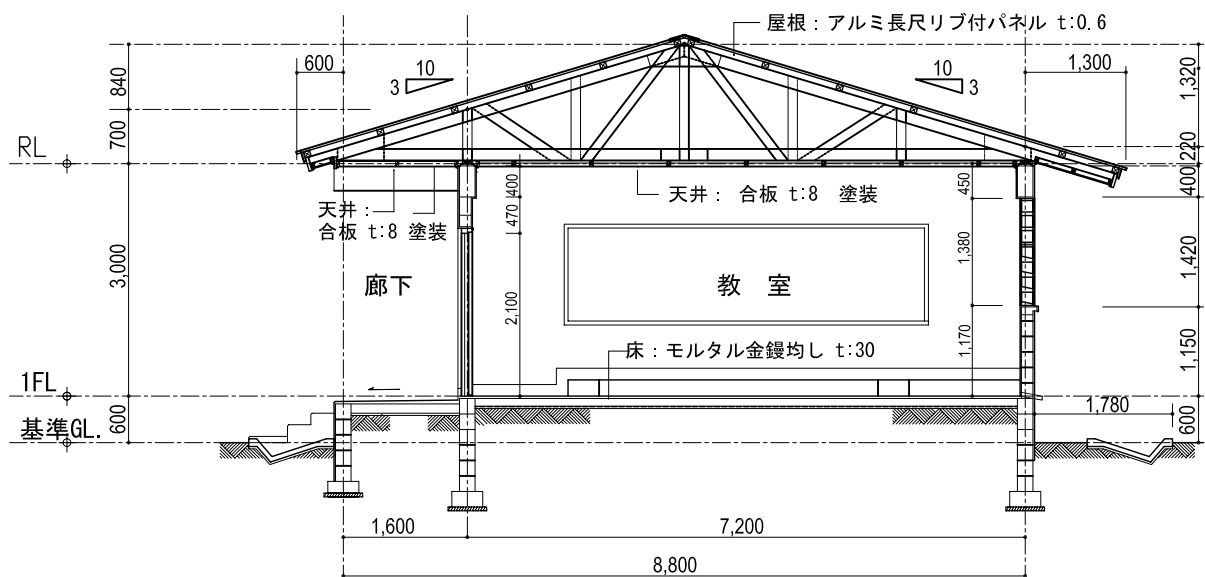 屋根：アルミ長尺リブ付パネル t:0.6
600
10
3
10
3
1,300
840
700
1,320
220
400
RL
天井：
合板 t:8 塗装
天井： 合板 t:8 塗装
400
470
2,100
450
1,380
1,170
3,000
1,420
1,150
廊下
教 室
床：モルタル金鏝均し t:30
1FL
600
基準GL.
1,780
600
1,600
7,200
8,800